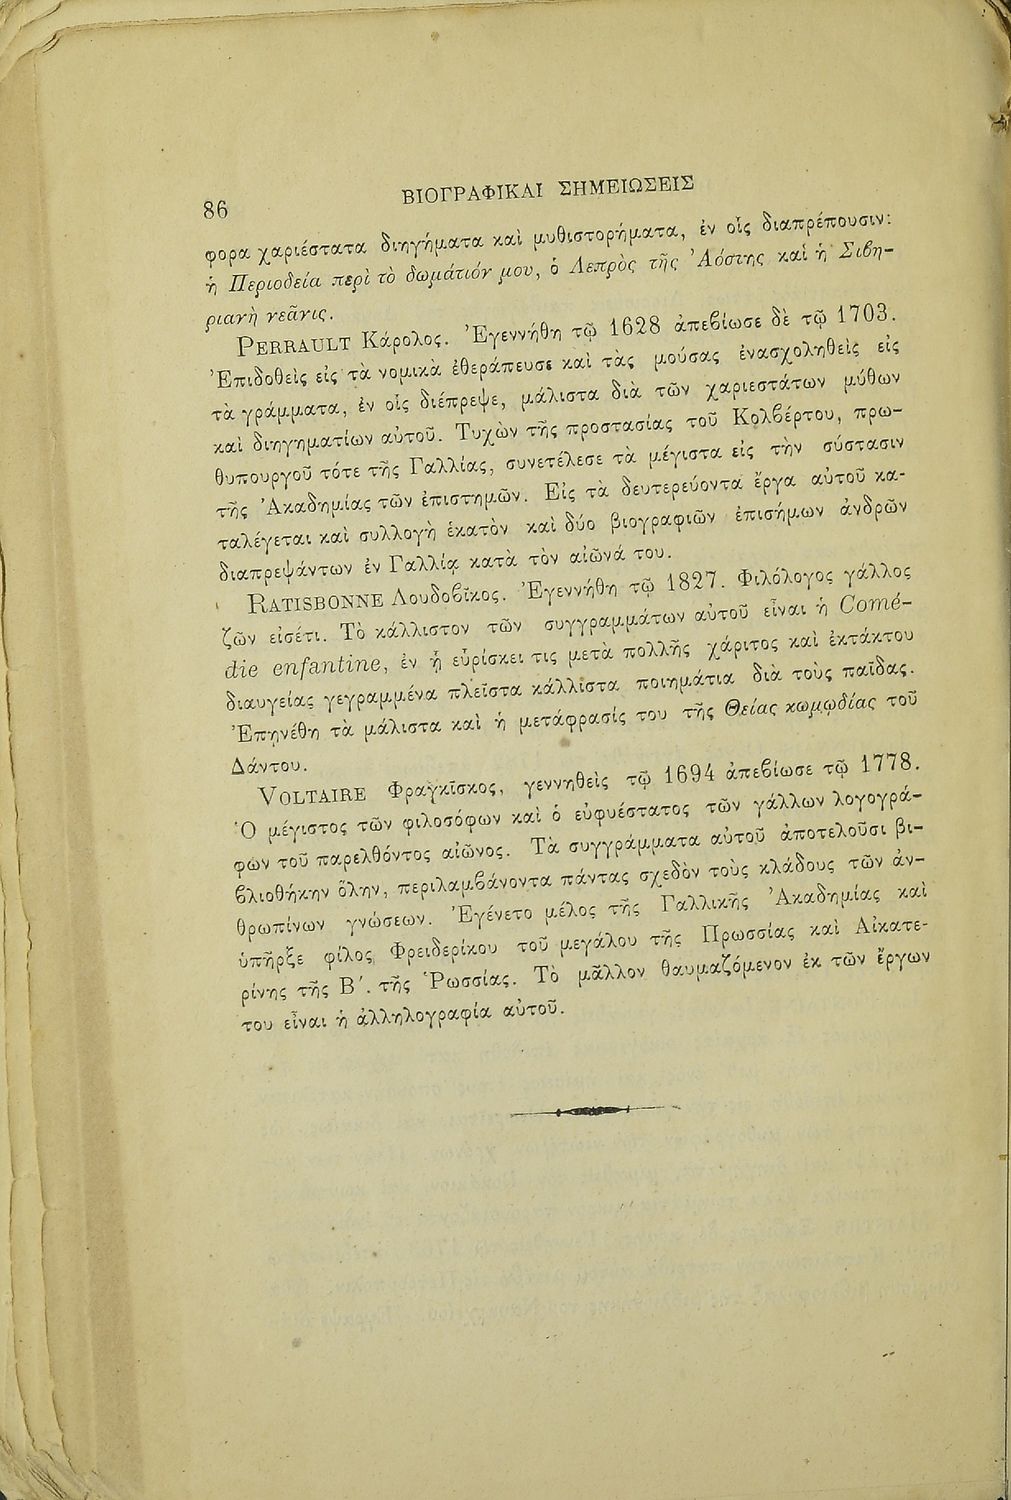 86
ΒΙΟΓΡΑΦΙΚΑΙ ΣΗΜΕΙΩΣΕΙΣ
φορα χαριέστατα διηγήματα καὶ μυθιστορήματα, ἐν οἷς διαπρέπουσιν:
ἡ Περιοδεία περὶ τὸ δωμάτιόν μου, ὁ Λεπρὸς τῆς Ἀόστης καὶ ἡ Σιβη-
ριανὴ νεᾶνις.
PERRAULT Κάρολος. Ἐγεννήθη τῷ 1628 ἀπεβίωσε δὲ τῷ 1703.
Ἐπιδοθεὶς εἰς τὰ νομικὰ ἐθεράπευσε καὶ τὰς μούσας ἐνασχοληθεὶς εἰς
τὰ γράμματα, ἐν οἷς διέπρεψε, μάλιστα διὰ τῶν χαριεστάτων μύθων
καὶ διηγηματίων αὐτοῦ. Τυχὼν τῆς προστασίας τοῦ Κολβέρτου, πρω-
θυπουργοῦ τότε τῆς Γαλλίας, συνετέλεσε τὰ μέγιστα εἰς τὴν σύστασιν
τῆς Ἀκαδημίας τῶν ἐπιστημῶν. Εἰς τὰ δευτερεύοντα ἔργα αὐτοῦ κα-
ταλέγεται καὶ συλλογὴ ἑκατὸν καὶ δύο βιογραφιῶν ἐπισήμων ἀνδρῶν
διαπρεψάντων ἐν Γαλλίᾳ κατὰ τὸν αἰῶνά του.
RATISBONNE Λουδοβῖκος. Ἐγεννήθη τῷ 1827. Φιλόλογος γάλλος
ζῶν εἰσέτι. Τὸ κάλλιστον τῶν συγγραμμάτων αὐτοῦ εἶναι ἡ Comé-
die enfantine, ἐν ᾗ εὑρίσκει τις μετὰ πολλῆς χάριτος καὶ ἐκτάκτου
διαυγείας γεγραμμένα πλεῖστα κάλλιστα ποιημάτια διὰ τοὺς παῖδας.
Ἐπῃνέθη τὰ μάλιστα καὶ ἡ μετάφρασίς του τῆς Θείας κωμῳδίας τοῦ
Δάντου.
VOLTAIRE Φραγκῖσκος, γεννηθεὶς τῷ 1694 ἀπεβίωσε τῷ 1778.
Ὁ μέγιστος τῶν φιλοσόφων καὶ ὁ εὐφυέστατος τῶν γάλλων λογογρά-
φων τοῦ παρελθόντος αἰῶνος. Τὰ συγγράμματα αὐτοῦ ἀποτελοῦσι βι-
βλιοθήκην ὅλην, περιλαμβάνοντα πάντας σχεδὸν τοὺς κλάδους τῶν ἀν-
θρωπίνων γνώσεων. Ἐγένετο μέλος τῆς Γαλλικῆς Ἀκαδημίας καὶ
ὑπῆρξε φίλος Φρειδερίκου τοῦ μεγάλου τῆς Πρωσσίας καὶ Αἰκατε-
ρίνης τῆς Β΄. τῆς Ῥωσσίας. Τὸ μᾶλλον θαυμαζόμενον ἐκ τῶν ἔργων
του εἶναι ἡ ἀλληλογραφία αὐτοῦ.